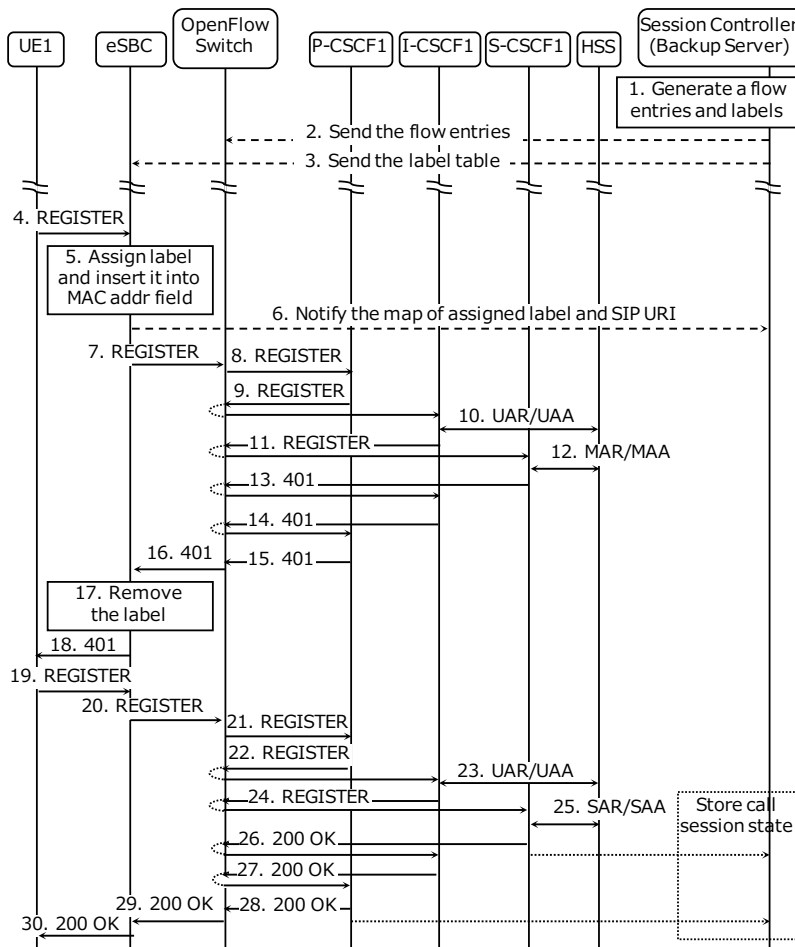 UE1
eSBC
OpenFlow
Switch
P-CSCF1
I-CSCF1
S-CSCF1
HSS
Session Controller
(Backup Server)
1. Generate a flow
entries and labels
2. Send the flow entries
3. Send the label table
4. REGISTER
5. Assign label
and insert it into
MAC addr field
6. Notify the map of assigned label and SIP URI
7. REGISTER
8. REGISTER
9. REGISTER
10. UAR/UAA
11. REGISTER
12. MAR/MAA
13. 401
14. 401
15. 401
16. 401
17. Remove
the label
18. 401
19. REGISTER
20. REGISTER
21. REGISTER
22. REGISTER
23. UAR/UAA
24. REGISTER
25. SAR/SAA
Store call
session state
26. 200 OK
27. 200 OK
28. 200 OK
29. 200 OK
30. 200 OK